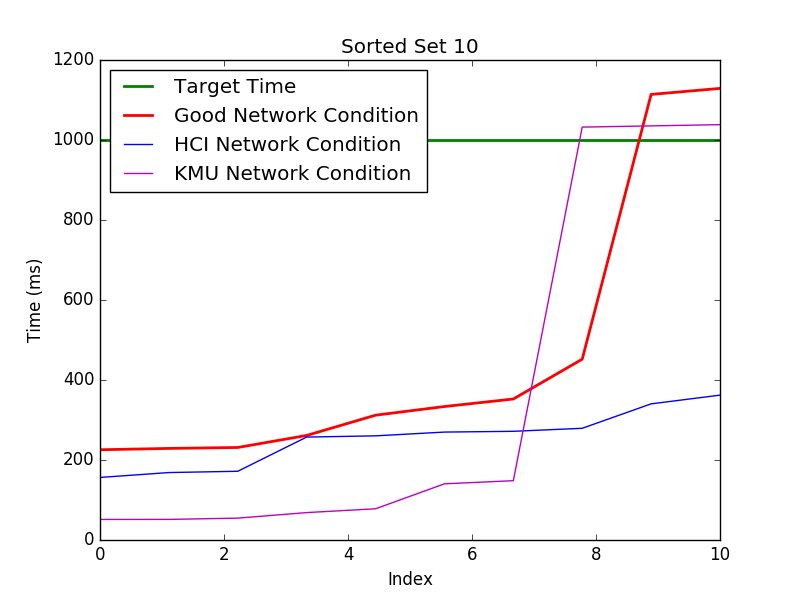 Sorted Set 10
1200
1000
800
600
400
200
0
Time (ms)
Target Time
Good Network Condition
HCI Network Condition
KMU Network Condition
0 2 4 6 8 10
Index